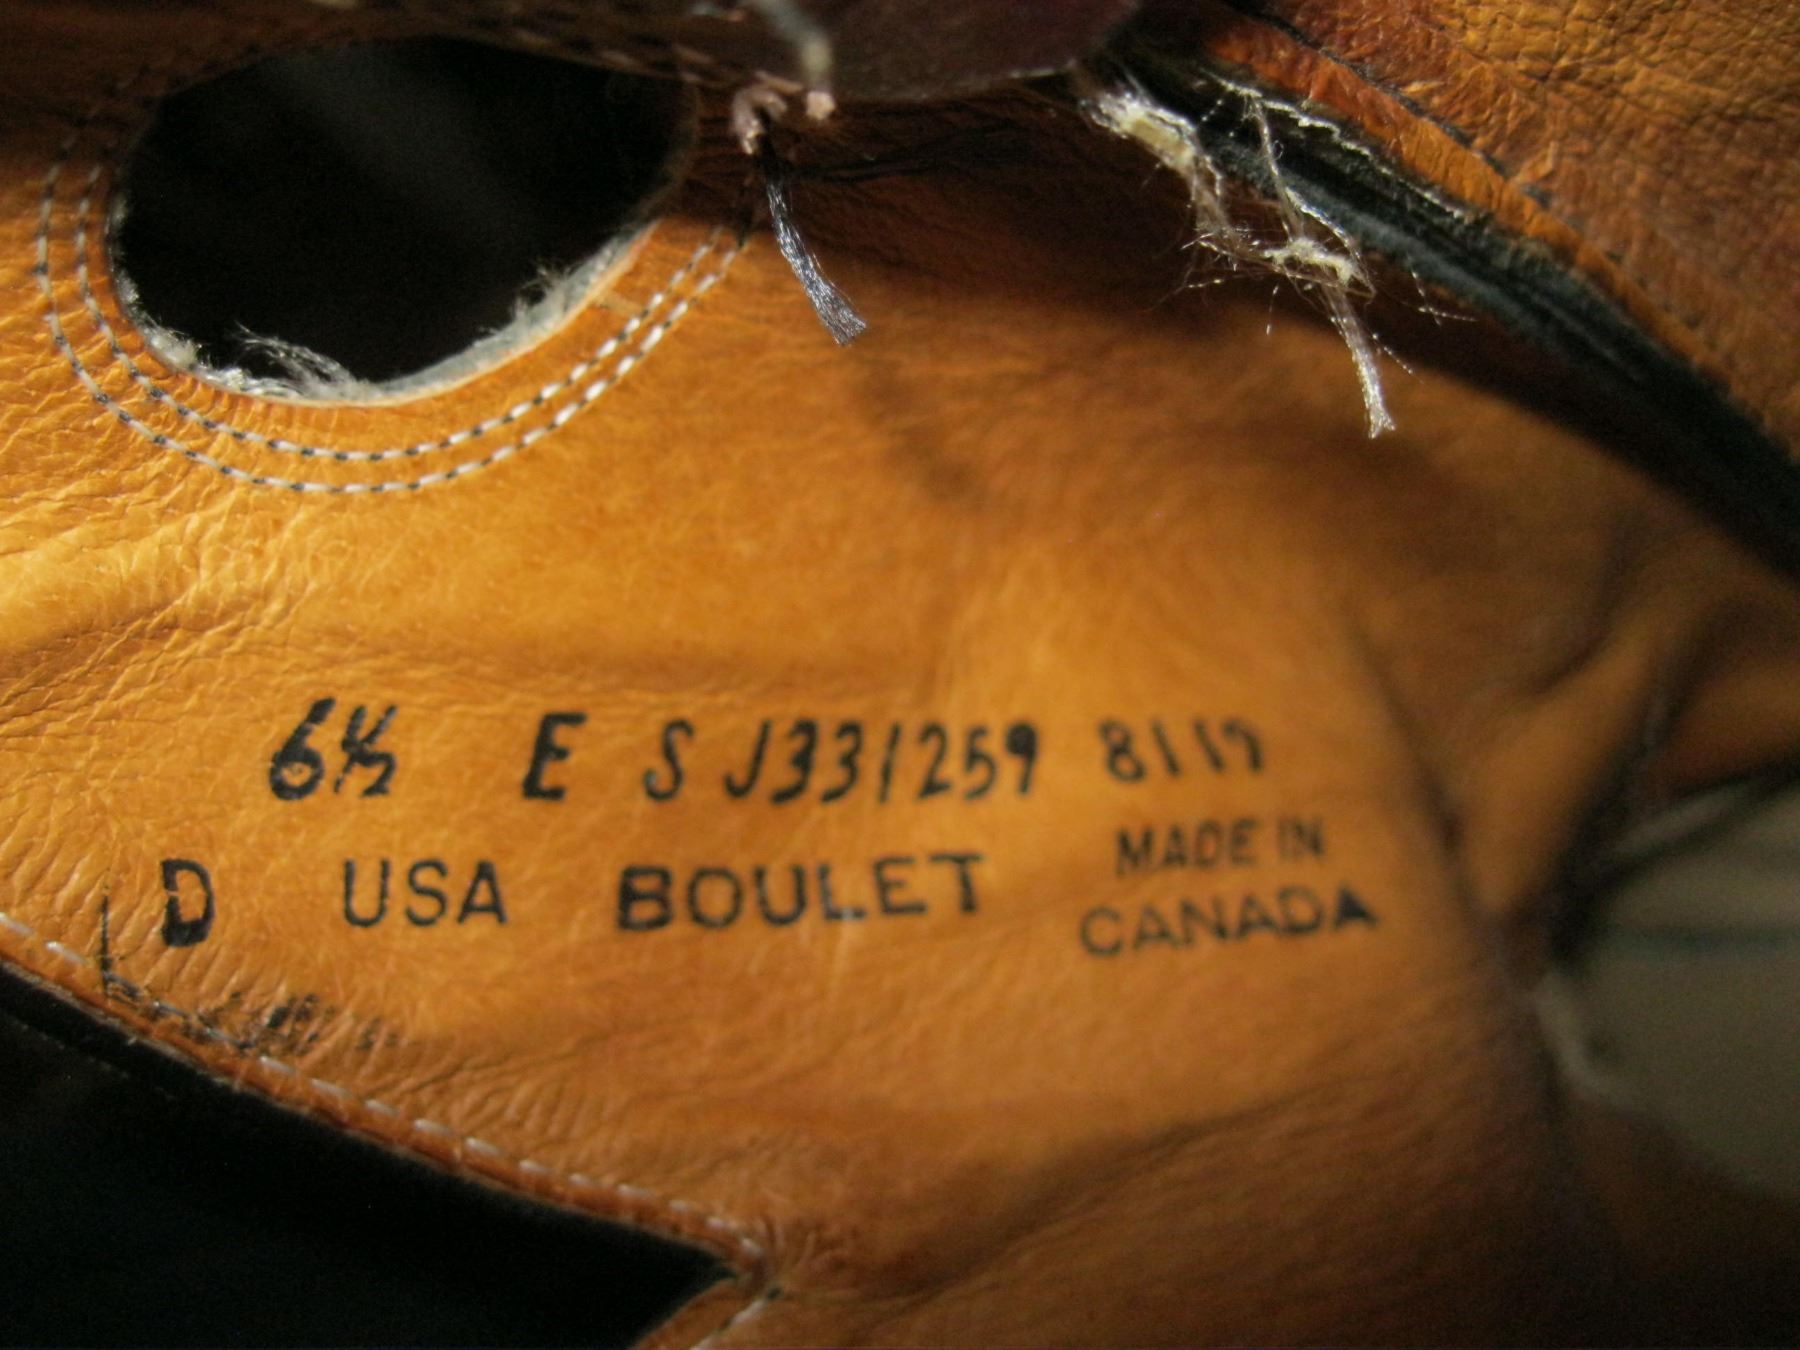 6½ E S J331259 8119
D USA BOULET MADE IN
CANADA